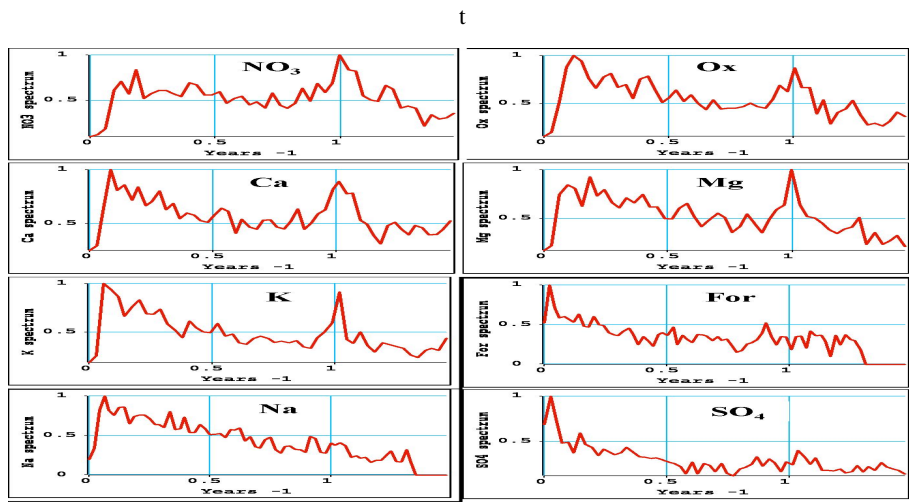 t
1
0.5
NO3 spectrum
NO3
0
0.5
1
Years -1
1
0.5
Ox spectrum
Ox
0
0.5
1
Years -1
1
0.5
Ca spectrum
Ca
0
0.5
1
Years -1
1
0.5
Mg spectrum
Mg
0
0.5
1
Years -1
1
0.5
K spectrum
K
0
0.5
1
Years -1
1
0.5
0
For spectrum
For
0
0.5
1
Years -1
1
0.5
0
Na spectrum
Na
0
0.5
1
Years -1
1
0.5
SO4 spectrum
SO4
0
0.5
1
Years -1